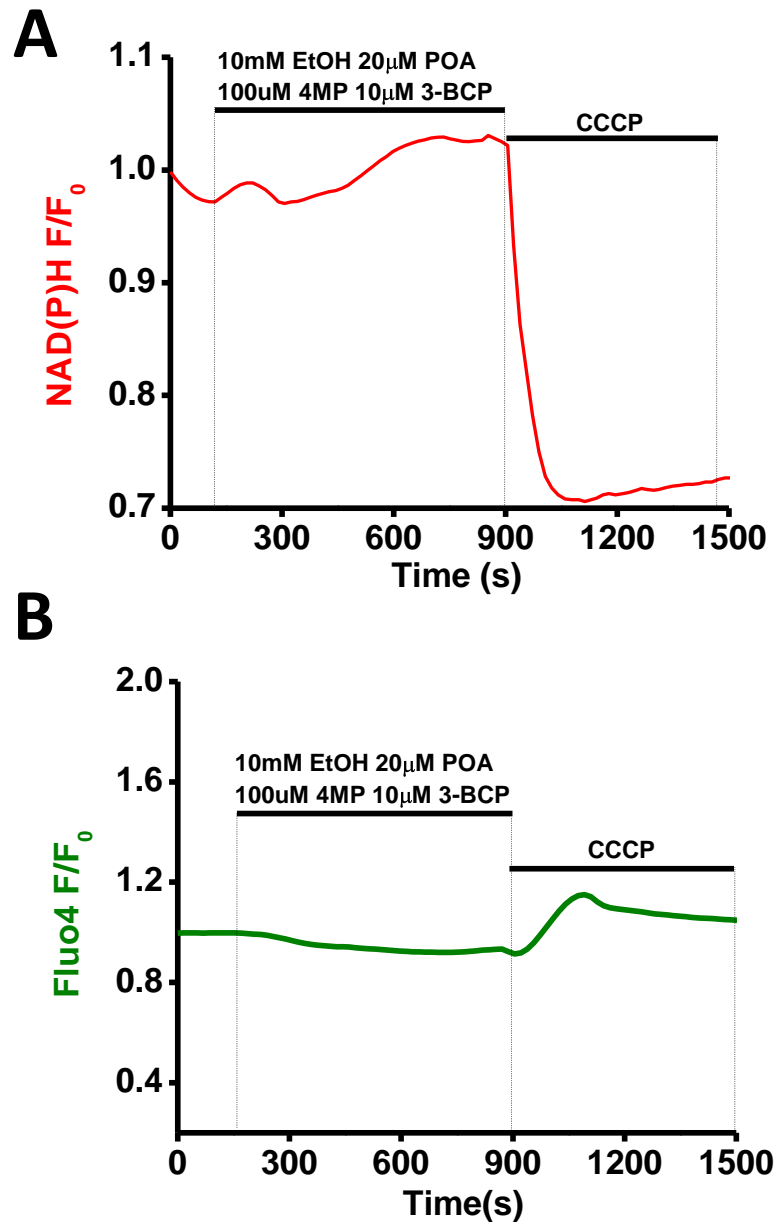 A
10mM EtOH 20μM POA
100uM 4MP 10μM 3-BCP
CCCP
NAD(P)H F/F₀
1.1
1.0
0.9
0.8
0.7
0 300 600 900 1200 1500
Time (s)
B
10mM EtOH 20μM POA
100uM 4MP 10μM 3-BCP
CCCP
Fluo4 F/F₀
2.0
1.6
1.2
0.8
0.4
0 300 600 900 1200 1500
Time(s)